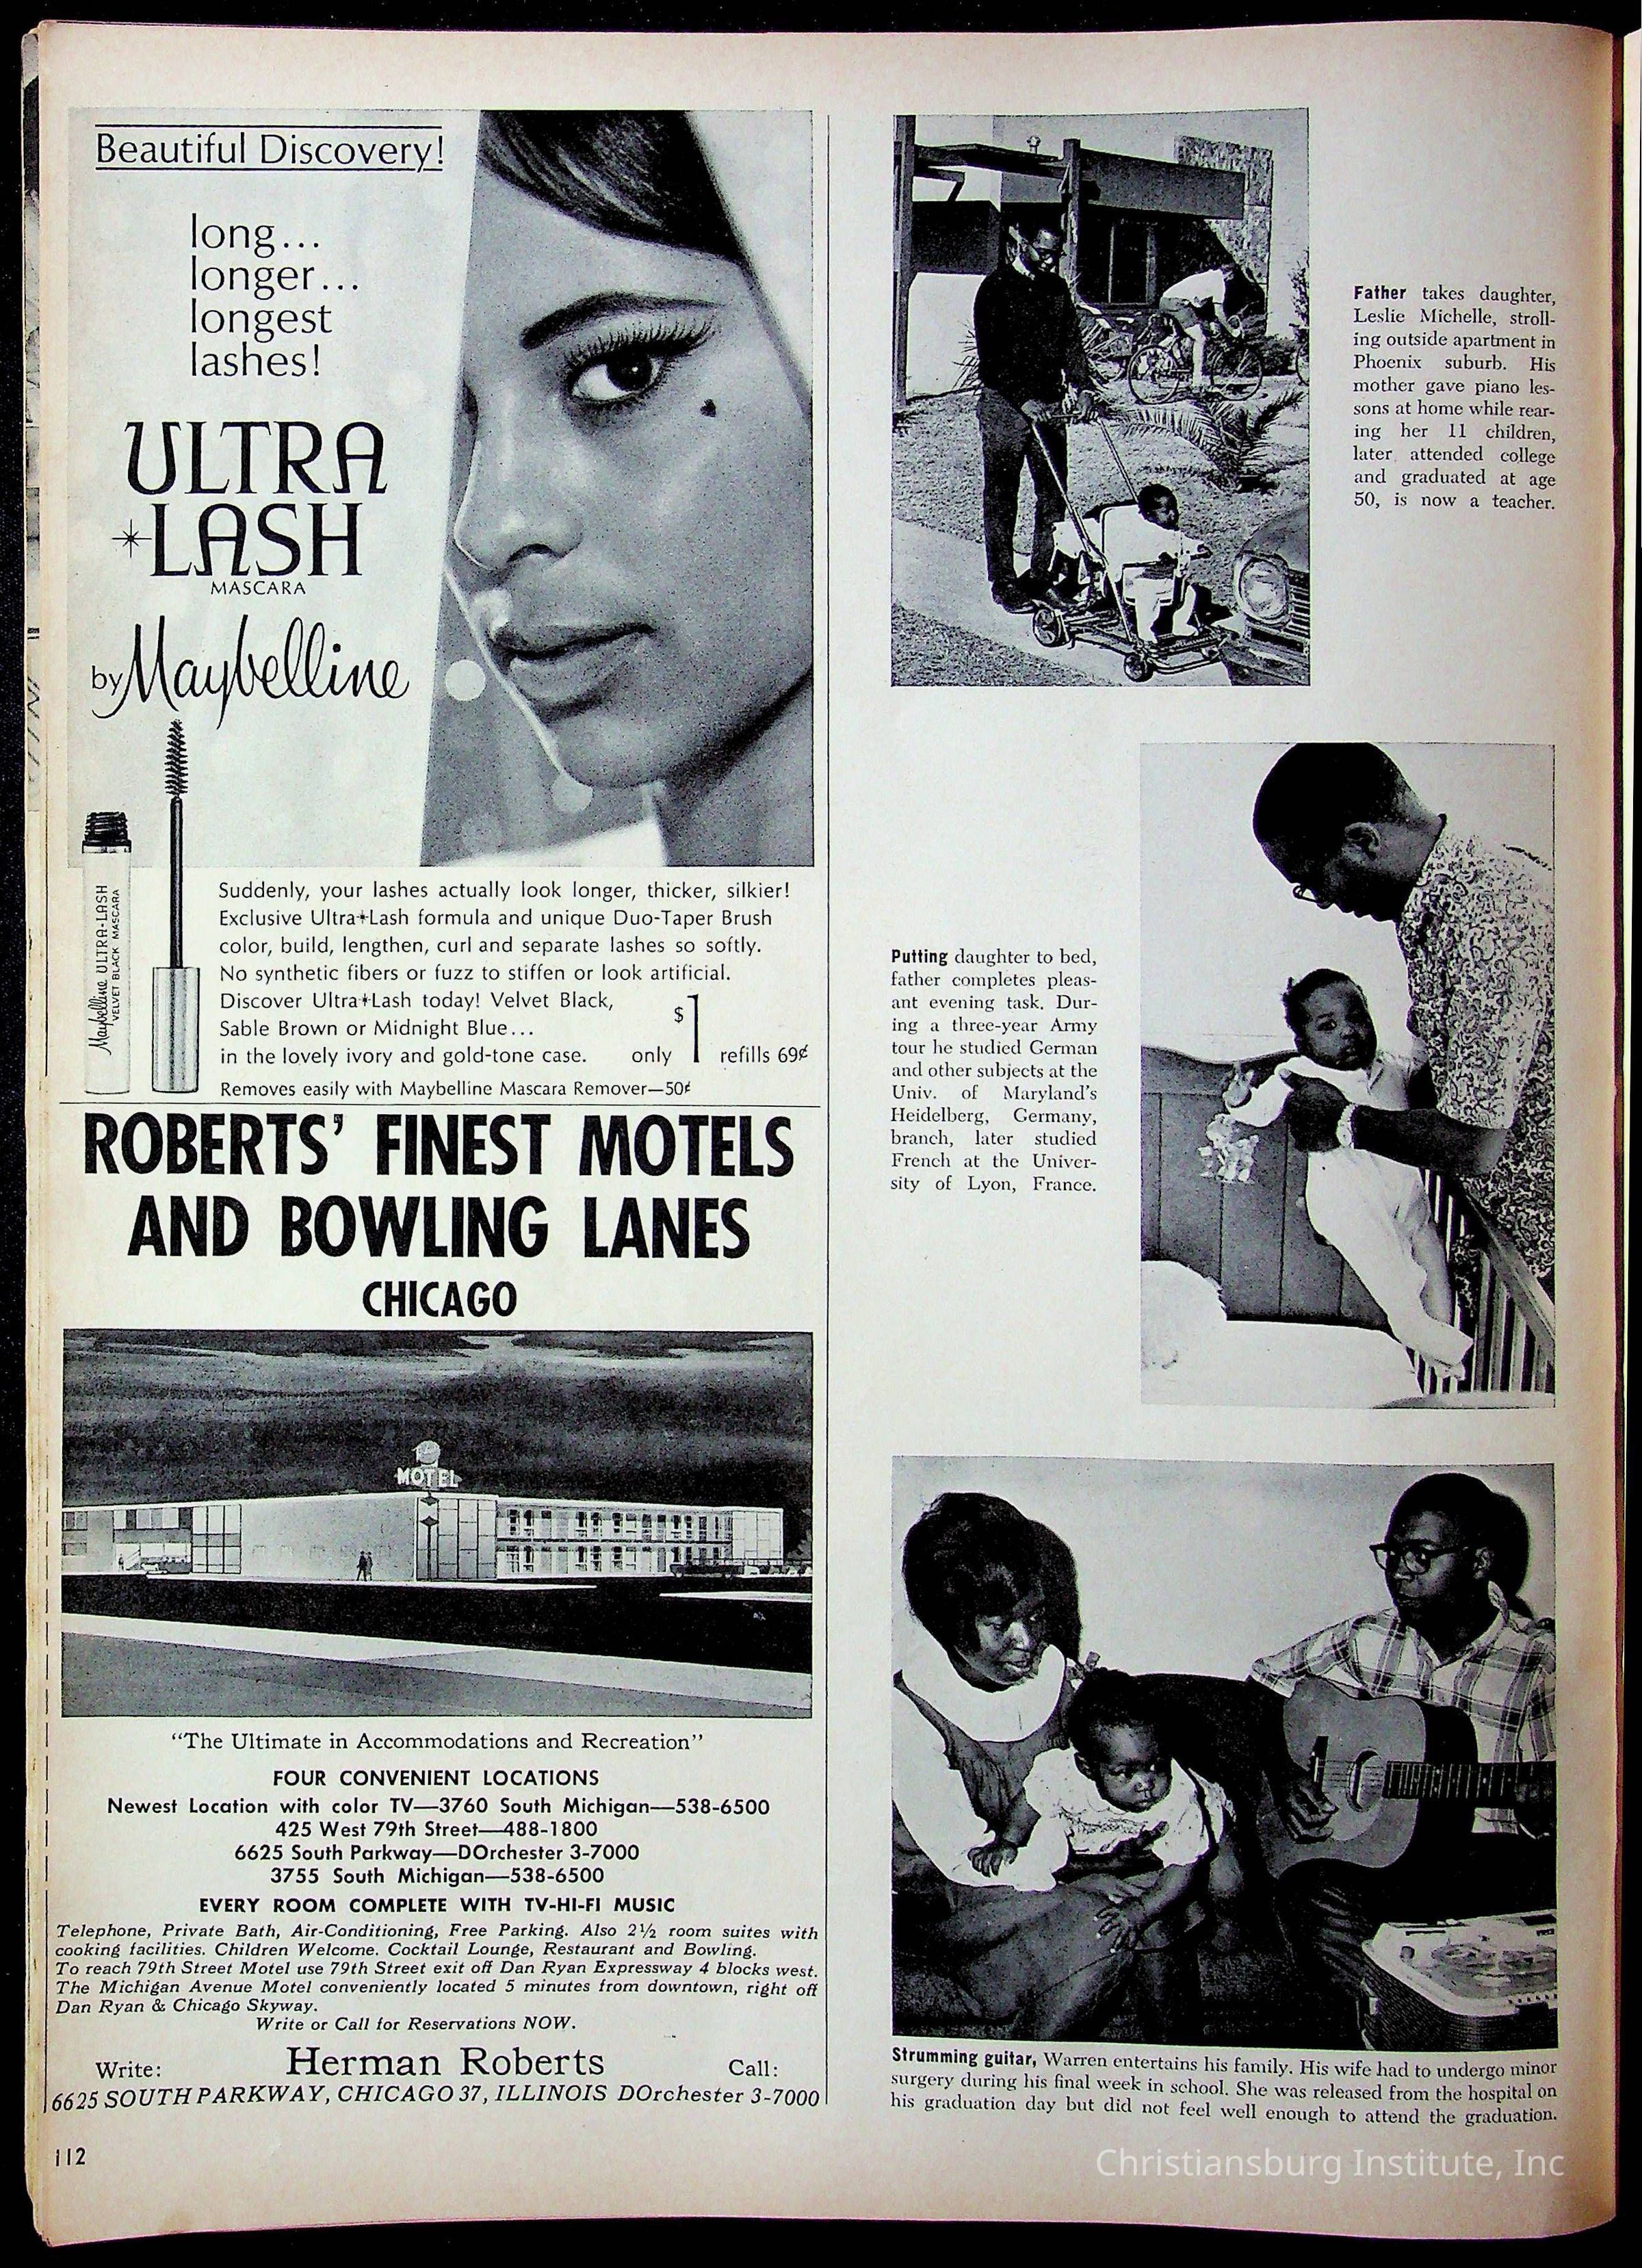 Beautiful Discovery!
long...
longer...
longest
lashes!
ULTRA
LASH
MASCARA
by Maybelline
Maybelline ULTRA-LASH
VELVET BLACK MASCARA
Suddenly, your lashes actually look longer, thicker, silkier!
Exclusive Ultra✶Lash formula and unique Duo-Taper Brush
color, build, lengthen, curl and separate lashes so softly.
No synthetic fibers or fuzz to stiffen or look artificial.
Discover Ultra✶Lash today! Velvet Black,
Sable Brown or Midnight Blue...
in the lovely ivory and gold-tone case. only $1 refills 69¢
Removes easily with Maybelline Mascara Remover—50¢
ROBERTS' FINEST MOTELS
AND BOWLING LANES
CHICAGO
MOTEL
“The Ultimate in Accommodations and Recreation”
FOUR CONVENIENT LOCATIONS
Newest Location with color TV—3760 South Michigan—538-6500
425 West 79th Street—488-1800
6625 South Parkway—DOrchester 3-7000
3755 South Michigan—538-6500
EVERY ROOM COMPLETE WITH TV-HI-FI MUSIC
Telephone, Private Bath, Air-Conditioning, Free Parking. Also 2½ room suites with
cooking facilities. Children Welcome. Cocktail Lounge, Restaurant and Bowling.
To reach 79th Street Motel use 79th Street exit off Dan Ryan Expressway 4 blocks west.
The Michigan Avenue Motel conveniently located 5 minutes from downtown, right off
Dan Ryan & Chicago Skyway.
Write or Call for Reservations NOW.
Write: Herman Roberts Call:
6625 SOUTH PARKWAY, CHICAGO 37, ILLINOIS DOrchester 3-7000
112
Father takes daughter,
Leslie Michelle, stroll-
ing outside apartment in
Phoenix suburb. His
mother gave piano les-
sons at home while rear-
ing her 11 children,
later attended college
and graduated at age
50, is now a teacher.
Putting daughter to bed,
father completes pleas-
ant evening task. Dur-
ing a three-year Army
tour he studied German
and other subjects at the
Univ. of Maryland's
Heidelberg, Germany,
branch, later studied
French at the Univer-
sity of Lyon, France.
Strumming guitar, Warren entertains his family. His wife had to undergo minor
surgery during his final week in school. She was released from the hospital on
his graduation day but did not feel well enough to attend the graduation.
Christiansburg Institute, Inc